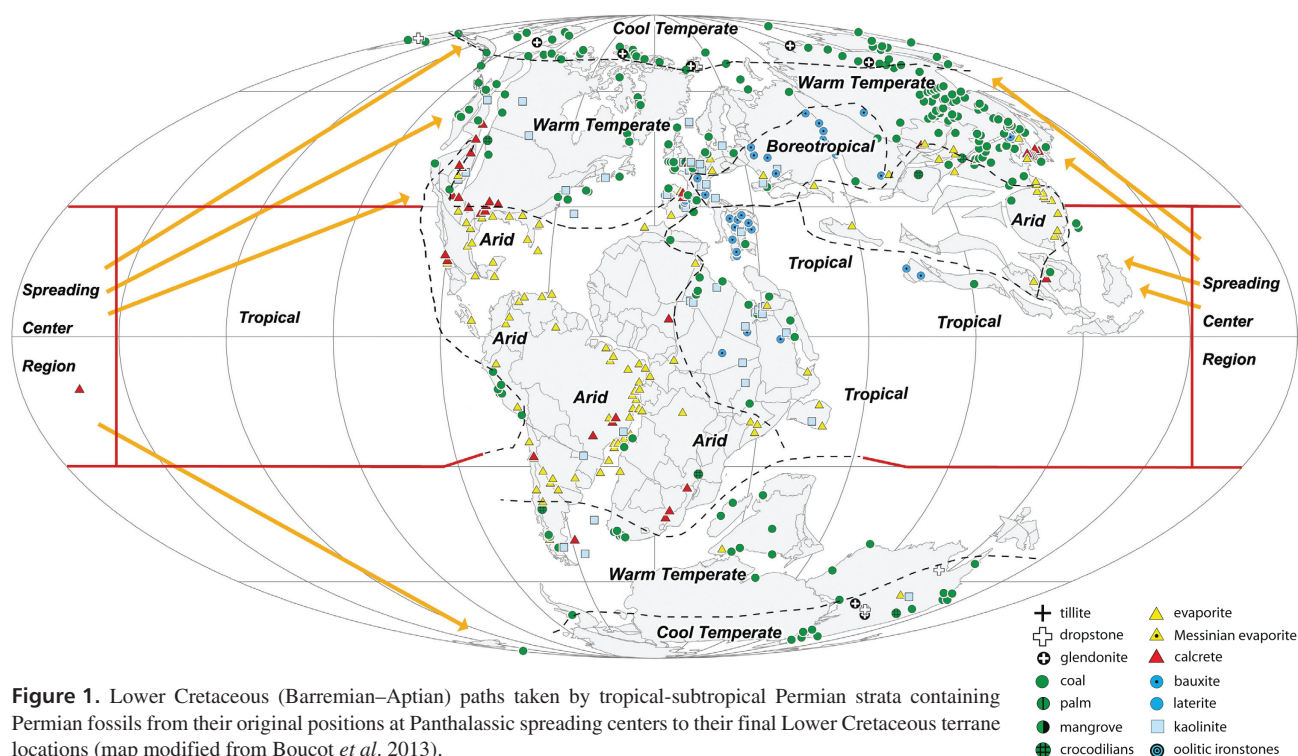 Cool Temperate
Warm Temperate
Warm Temperate
Boreotropical
Arid
Arid
Tropical
Spreading
Center
Region
Tropical
Tropical
Spreading
Center
Region
Arid
Arid
Tropical
Arid
Warm Temperate
Cool Temperate
tillite
dropstone
glendonite
coal
palm
mangrove
crocodilians
evaporite
Messinian evaporite
calcrete
bauxite
laterite
kaolinite
oolitic ironstones
Figure 1. Lower Cretaceous (Barremian–Aptian) paths taken by tropical-subtropical Permian strata containing
Permian fossils from their original positions at Panthalassic spreading centers to their final Lower Cretaceous terrane
locations (map modified from Boucot et al. 2013).